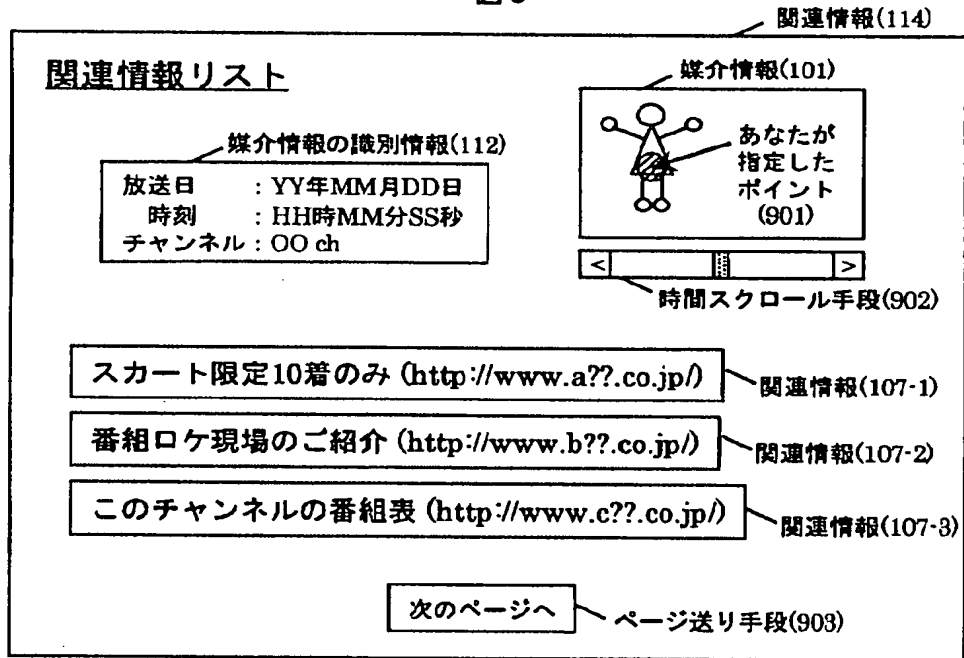 関連情報(114)
関連情報リスト
媒介情報(101)
媒介情報の識別情報(112)
放送日 : YY年MM月DD日
時刻 : HH時MM分SS秒
チャンネル : OO ch
あなたが
指定した
ポイント
(901)
< >
時間スクロール手段(902)
スカート限定10着のみ (http://www.a??.co.jp/)
関連情報(107-1)
番組ロケ現場のご紹介 (http://www.b??.co.jp/)
関連情報(107-2)
このチャンネルの番組表 (http://www.c??.co.jp/)
関連情報(107-3)
次のページへ
ページ送り手段(903)